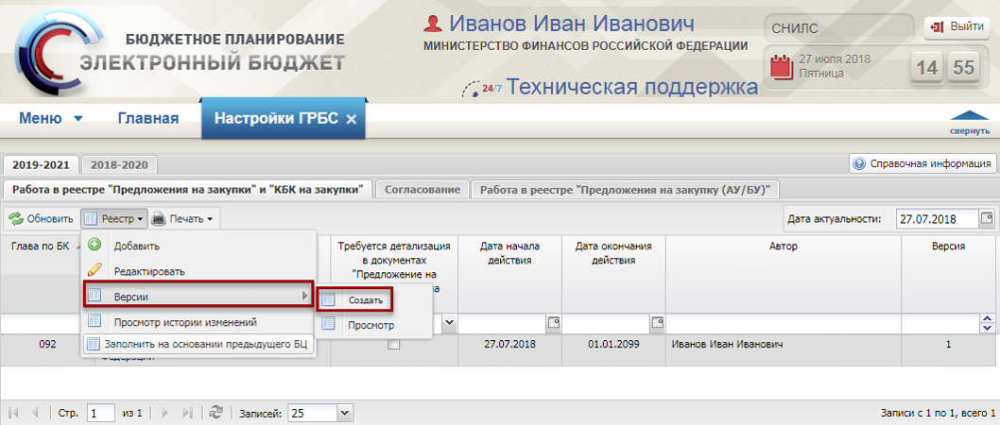 БЮДЖЕТНОЕ ПЛАНИРОВАНИЕ
ЭЛЕКТРОННЫЙ БЮДЖЕТ
Иванов Иван Иванович
МИНИСТЕРСТВО ФИНАНСОВ РОССИЙСКОЙ ФЕДЕРАЦИИ
24/7 Техническая поддержка
СНИЛС
Выйти
27 июля 2018
Пятница
14 55
Меню Главная Настройки ГРБС
свернуть
2019-2021 2018-2020 Справочная информация
Работа в реестре "Предложения на закупки" и "КБК на закупки" Согласование Работа в реестре "Предложения на закупку (АУ/БУ)"
Обновить Реестр Печать Дата актуальности: 27.07.2018
Глава по БК
Требуется детализация
в документах
"Предложение на
Дата начала
действия
Дата окончания
действия
Автор
Версия
Добавить
Редактировать
Версии
Просмотр истории изменений
Заполнить на основании предыдущего БЦ
Создать
Просмотр
092 27.07.2018 01.01.2099 Иванов Иван Иванович 1
Федерации
Стр. 1 из 1 Записей: 25 Записи с 1 по 1, всего 1